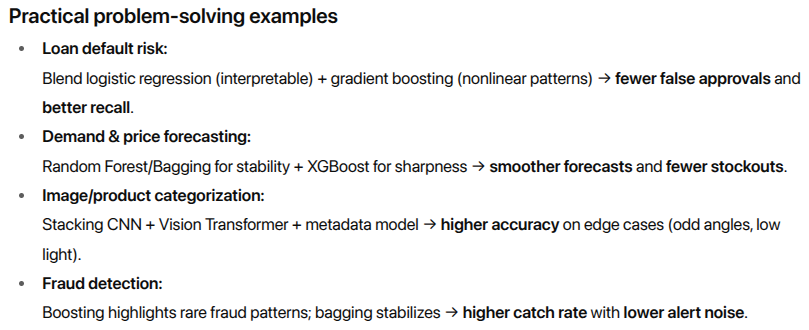 Practical problem-solving examples
• Loan default risk:
Blend logistic regression (interpretable) + gradient boosting (nonlinear patterns) → fewer false approvals and
better recall.
• Demand & price forecasting:
Random Forest/Bagging for stability + XGBoost for sharpness → smoother forecasts and fewer stockouts.
• Image/product categorization:
Stacking CNN + Vision Transformer + metadata model → higher accuracy on edge cases (odd angles, low
light).
• Fraud detection:
Boosting highlights rare fraud patterns; bagging stabilizes → higher catch rate with lower alert noise.